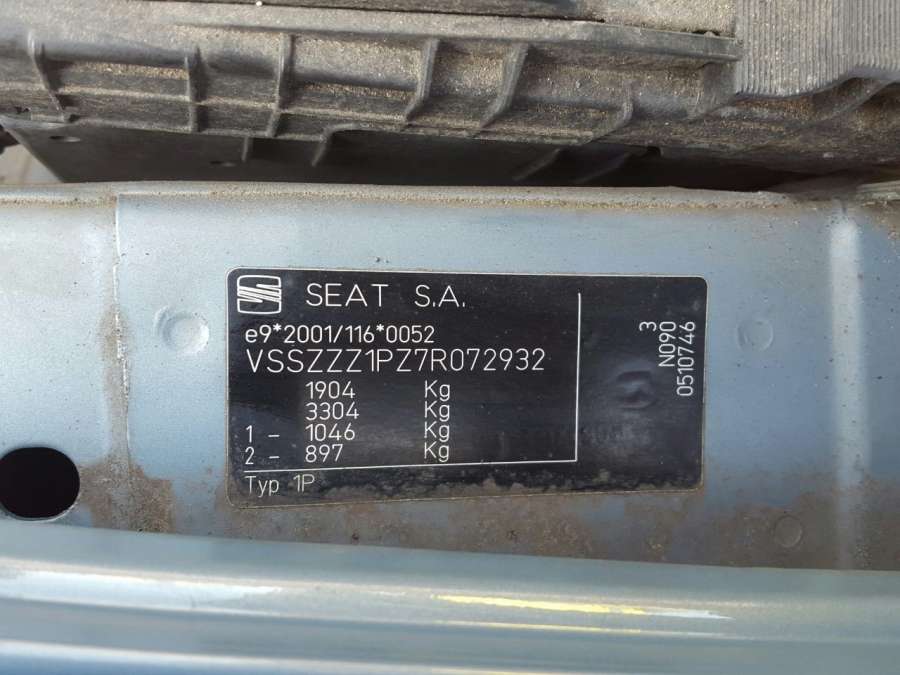 SEAT S.A.
e9*2001/116*0052
VSSZZZ1PZ7R072932
1904 Kg
3304 Kg
1 - 1046 Kg
2 - 897 Kg
Typ 1P
3
N090
0510746